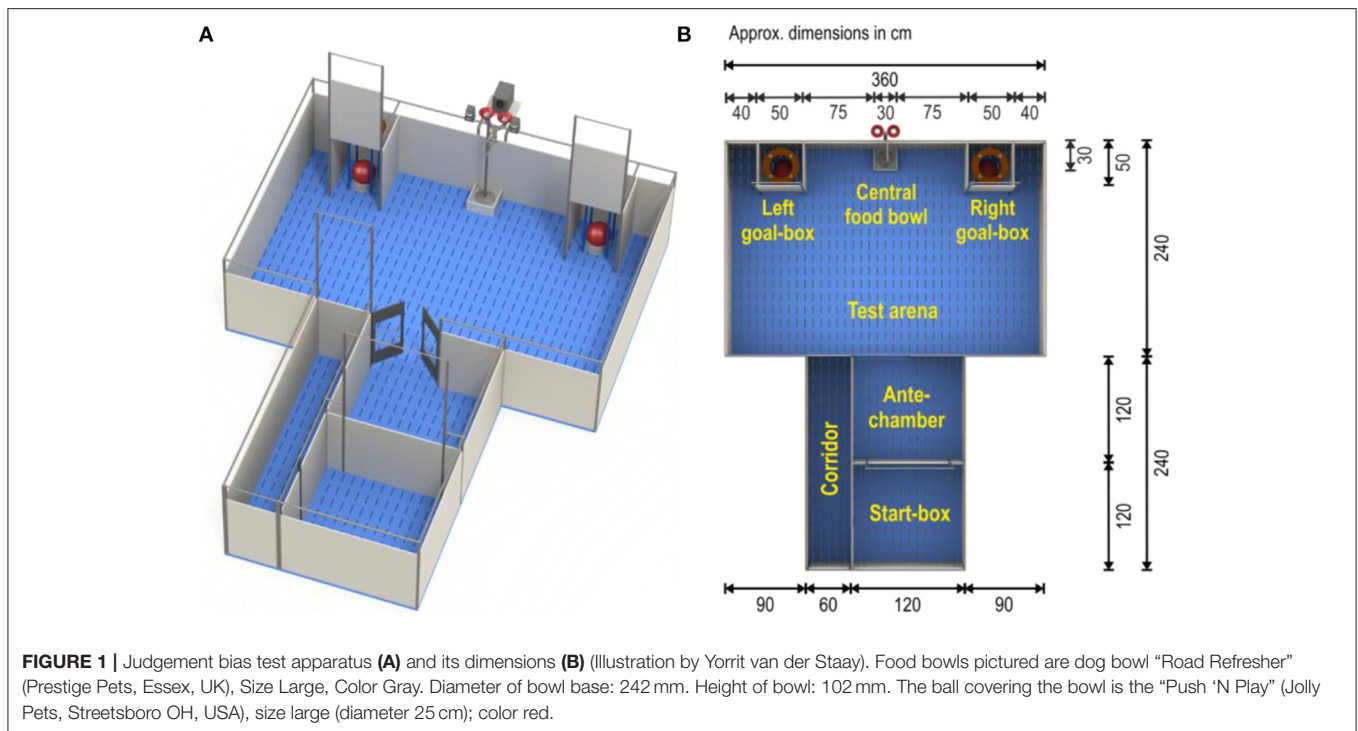 A
B
Approx. dimensions in cm
360
40 50 75 30 75 50 40
30
50
Left
goal-box
Central
food bowl
Right
goal-box
240
Test arena
Corridor
Ante-
chamber
120
240
Start-box
120
90 60 120 90
FIGURE 1 | Judgement bias test apparatus (A) and its dimensions (B) (Illustration by Yorrit van der Staay). Food bowls pictured are dog bowl “Road Refresher”
(Prestige Pets, Essex, UK), Size Large, Color Gray. Diameter of bowl base: 242 mm. Height of bowl: 102 mm. The ball covering the bowl is the “Push ‘N Play” (Jolly
Pets, Streetsboro OH, USA), size large (diameter 25 cm); color red.